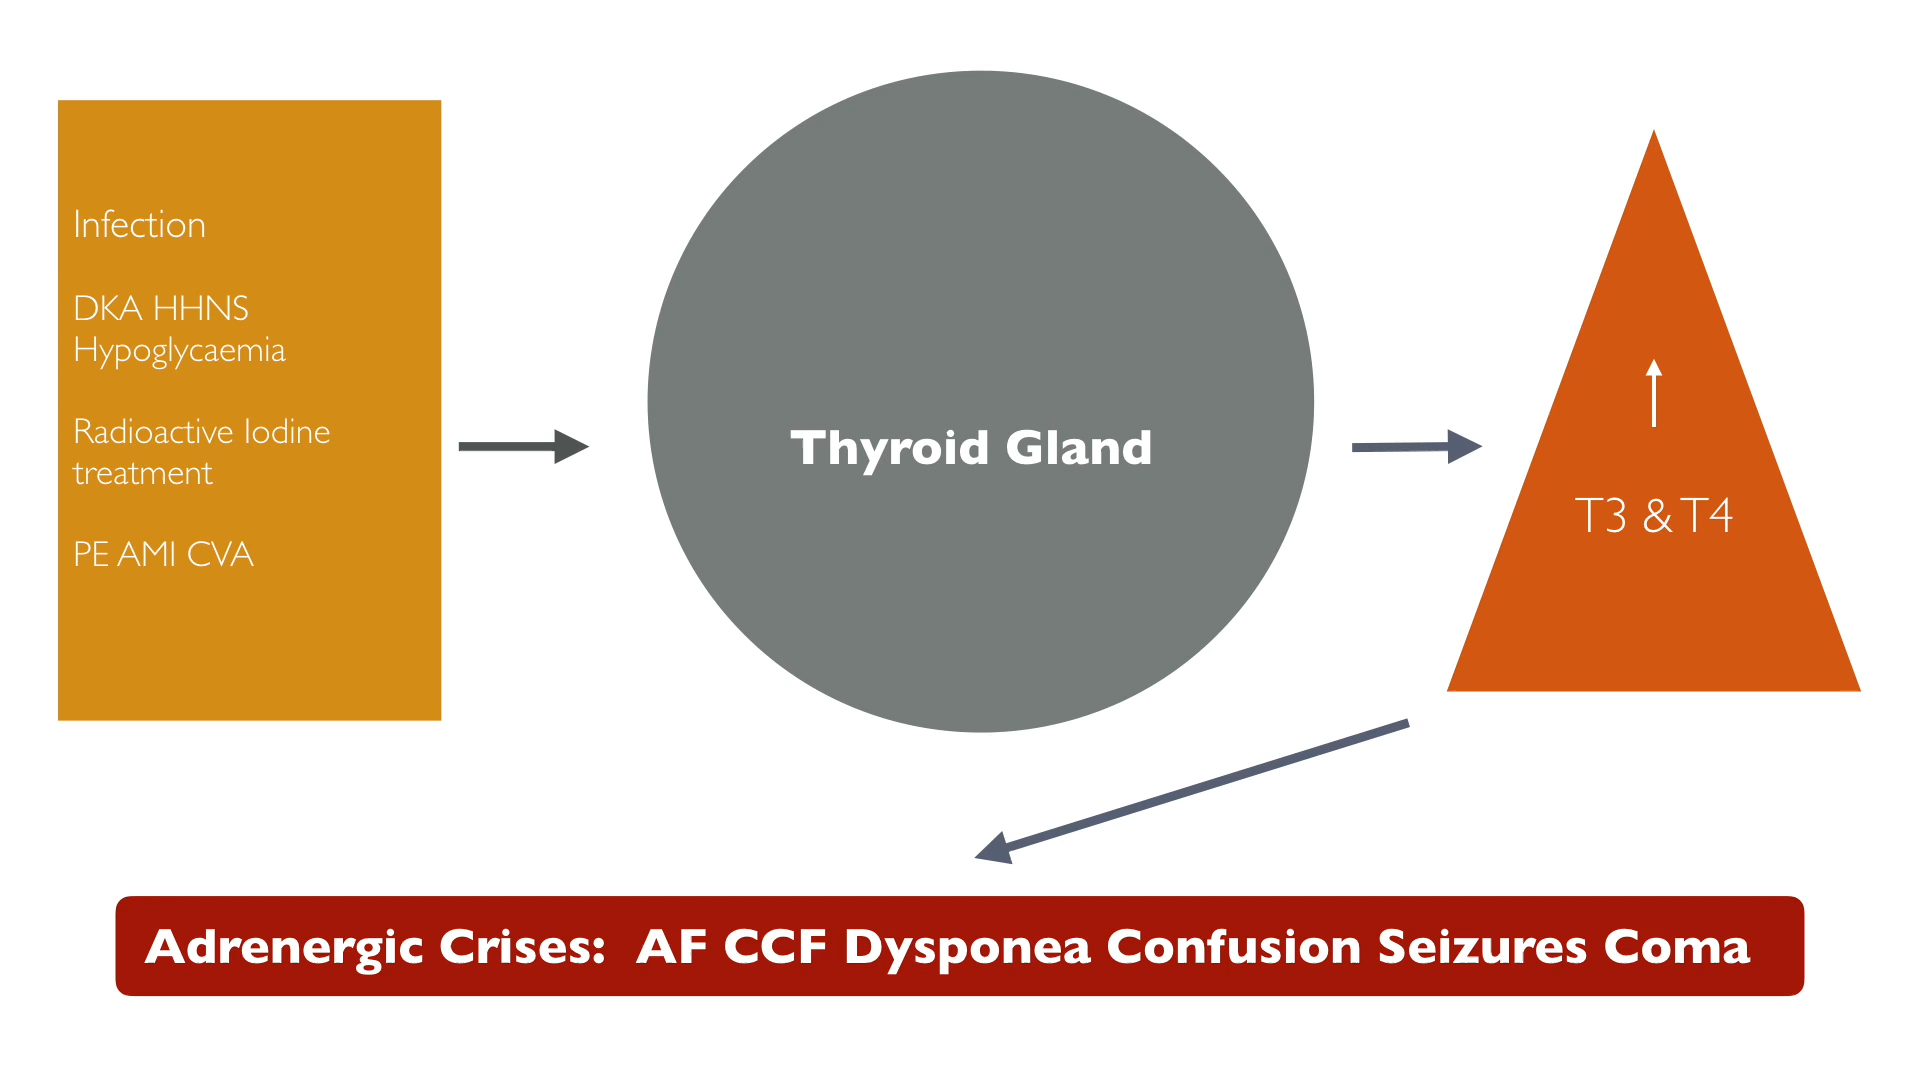 Infection
DKA HHNS
Hypoglycaemia
Radioactive Iodine
treatment
PE AMI CVA
Thyroid Gland
T3 & T4
Adrenergic Crises:  AF CCF Dysponea Confusion Seizures Coma